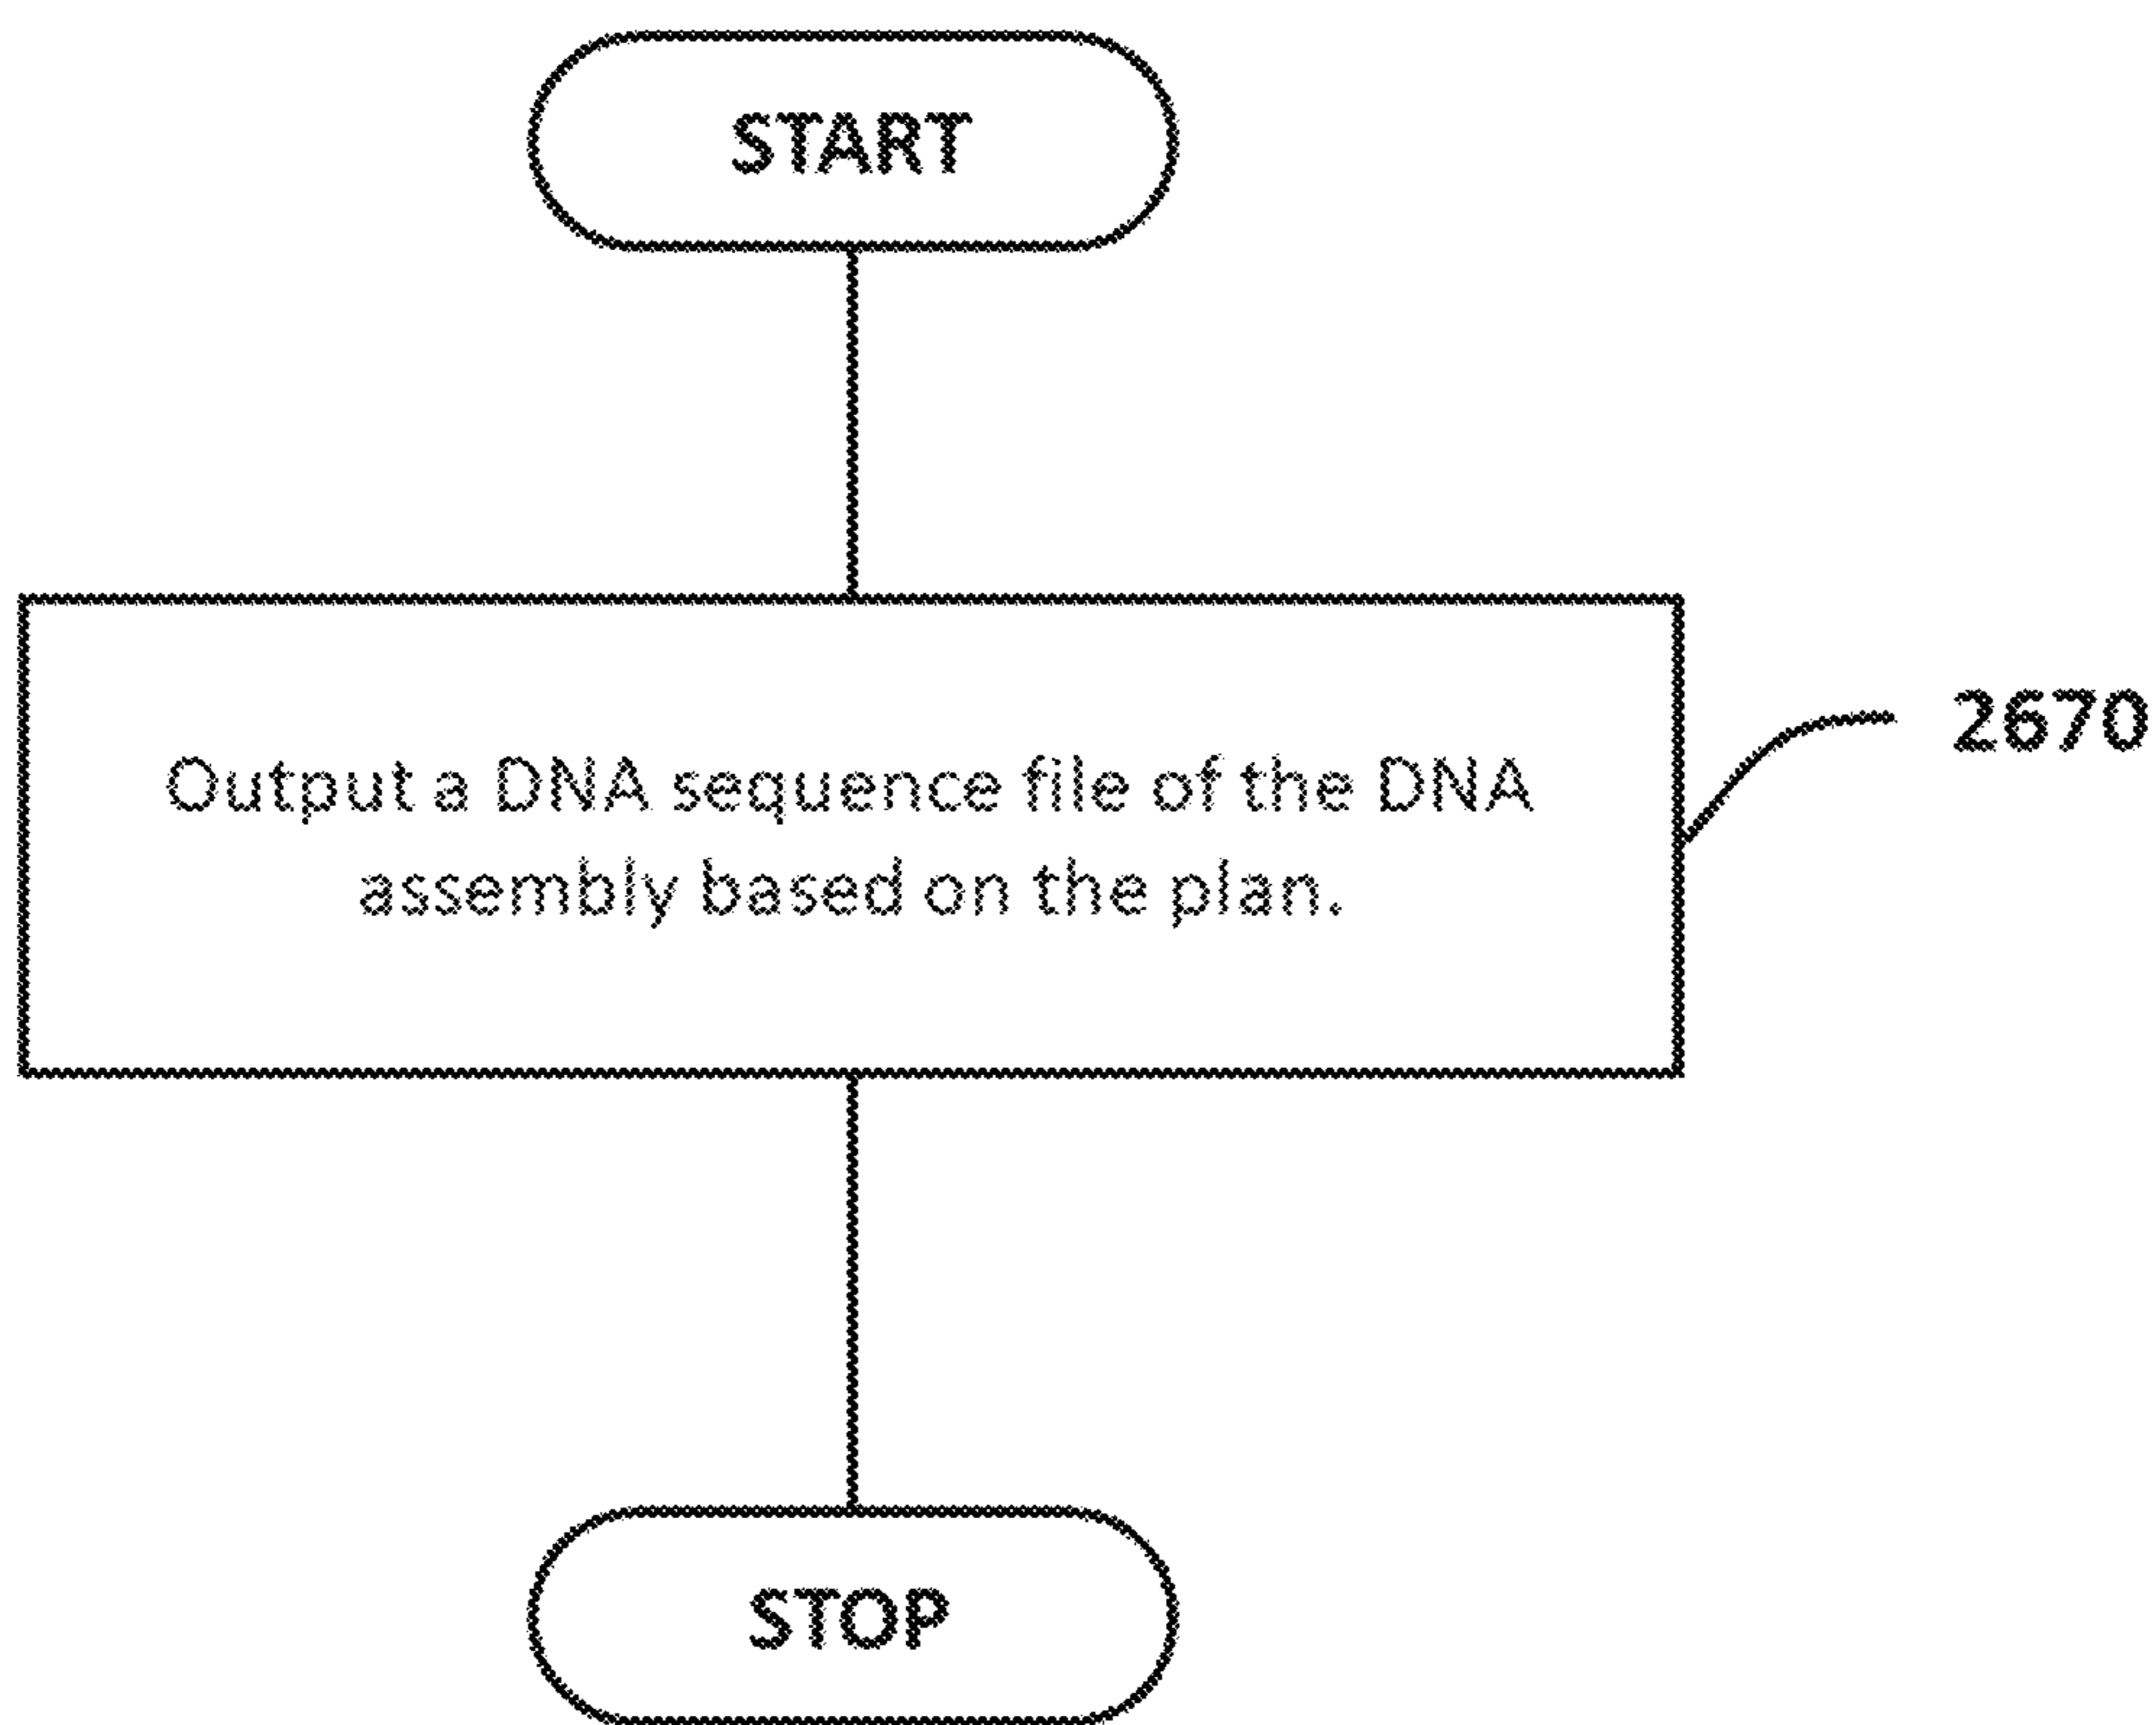 START
2670
Output a DNA sequence file of the DNA
assembly based on the plan.
STOP